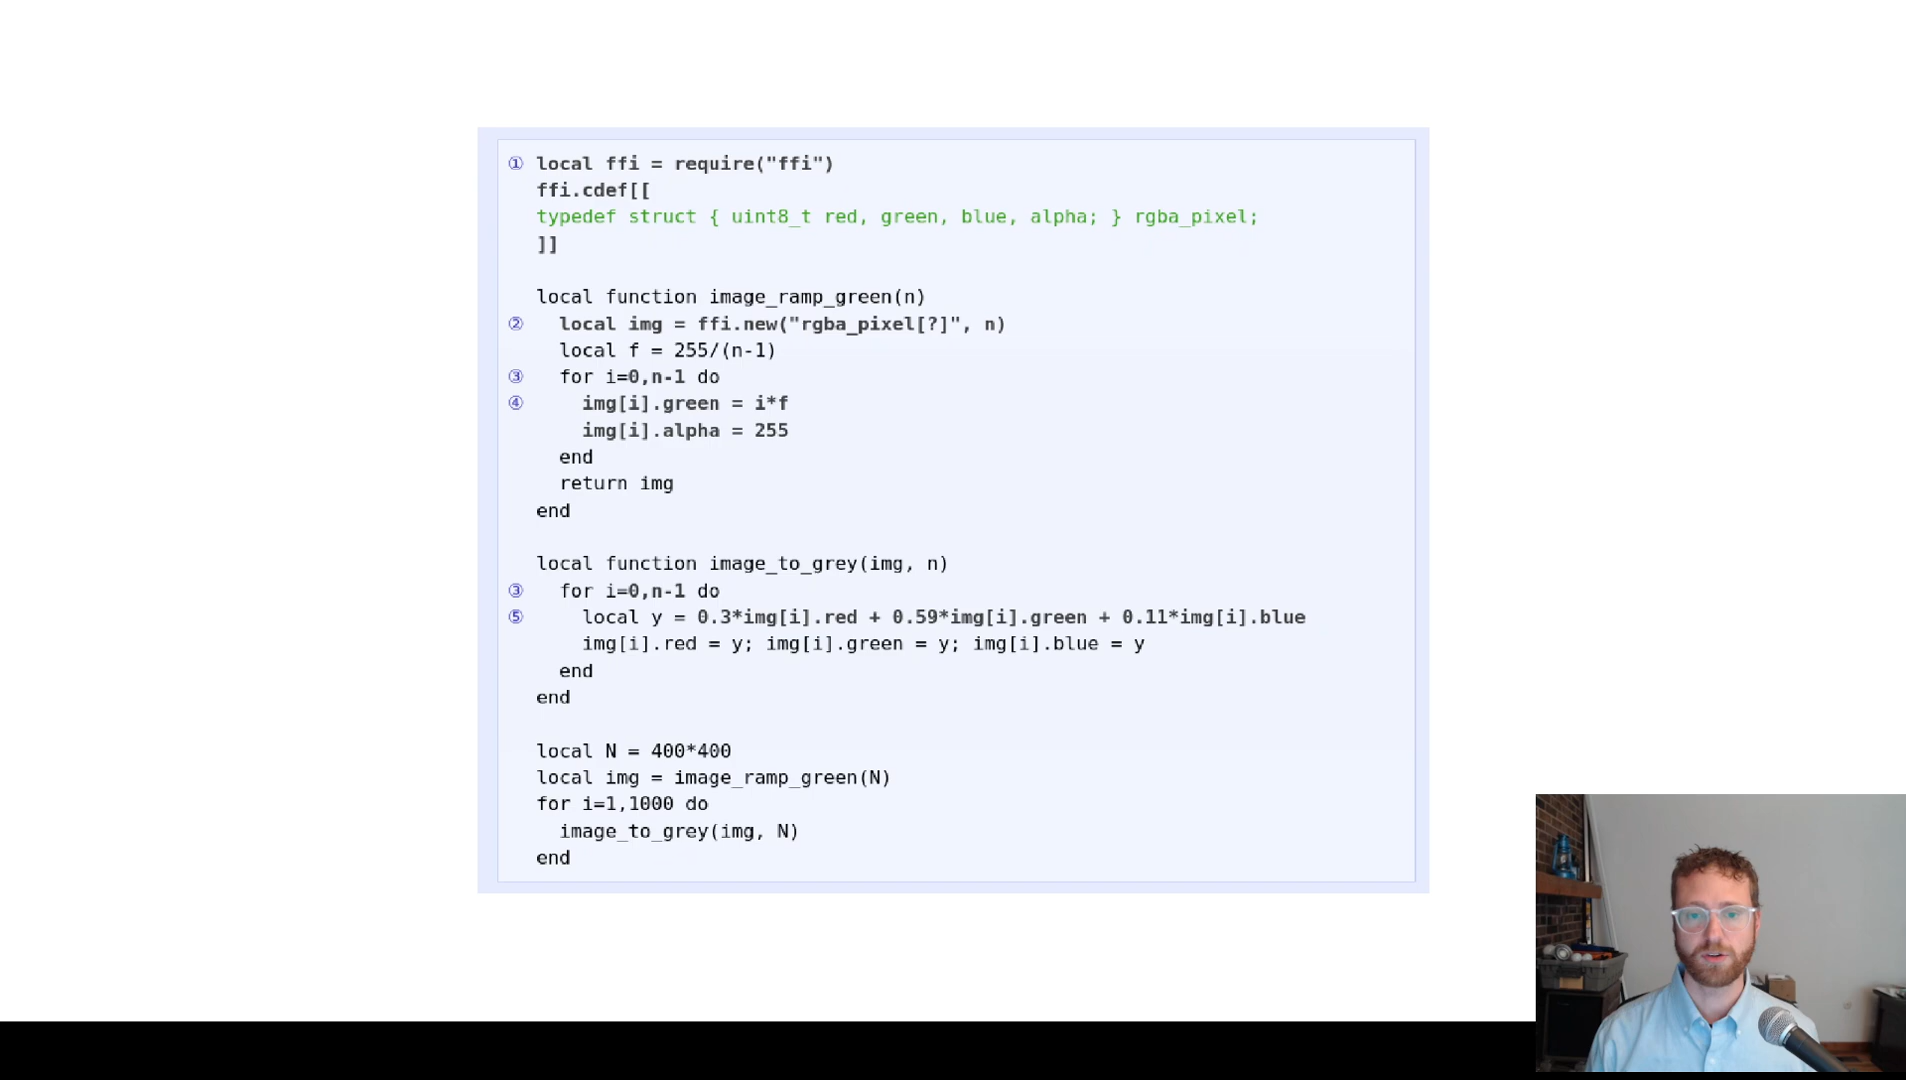 ① local ffi = require("ffi")
ffi.cdef[[
typedef struct { uint8_t red, green, blue, alpha; } rgba_pixel;
]]
local function image_ramp_green(n)
② local img = ffi.new("rgba_pixel[?]", n)
local f = 255/(n-1)
③ for i=0,n-1 do
④ img[i].green = i*f
img[i].alpha = 255
end
return img
end
local function image_to_grey(img, n)
③ for i=0,n-1 do
⑤ local y = 0.3*img[i].red + 0.59*img[i].green + 0.11*img[i].blue
img[i].red = y; img[i].green = y; img[i].blue = y
end
end
local N = 400*400
local img = image_ramp_green(N)
for i=1,1000 do
image_to_grey(img, N)
end